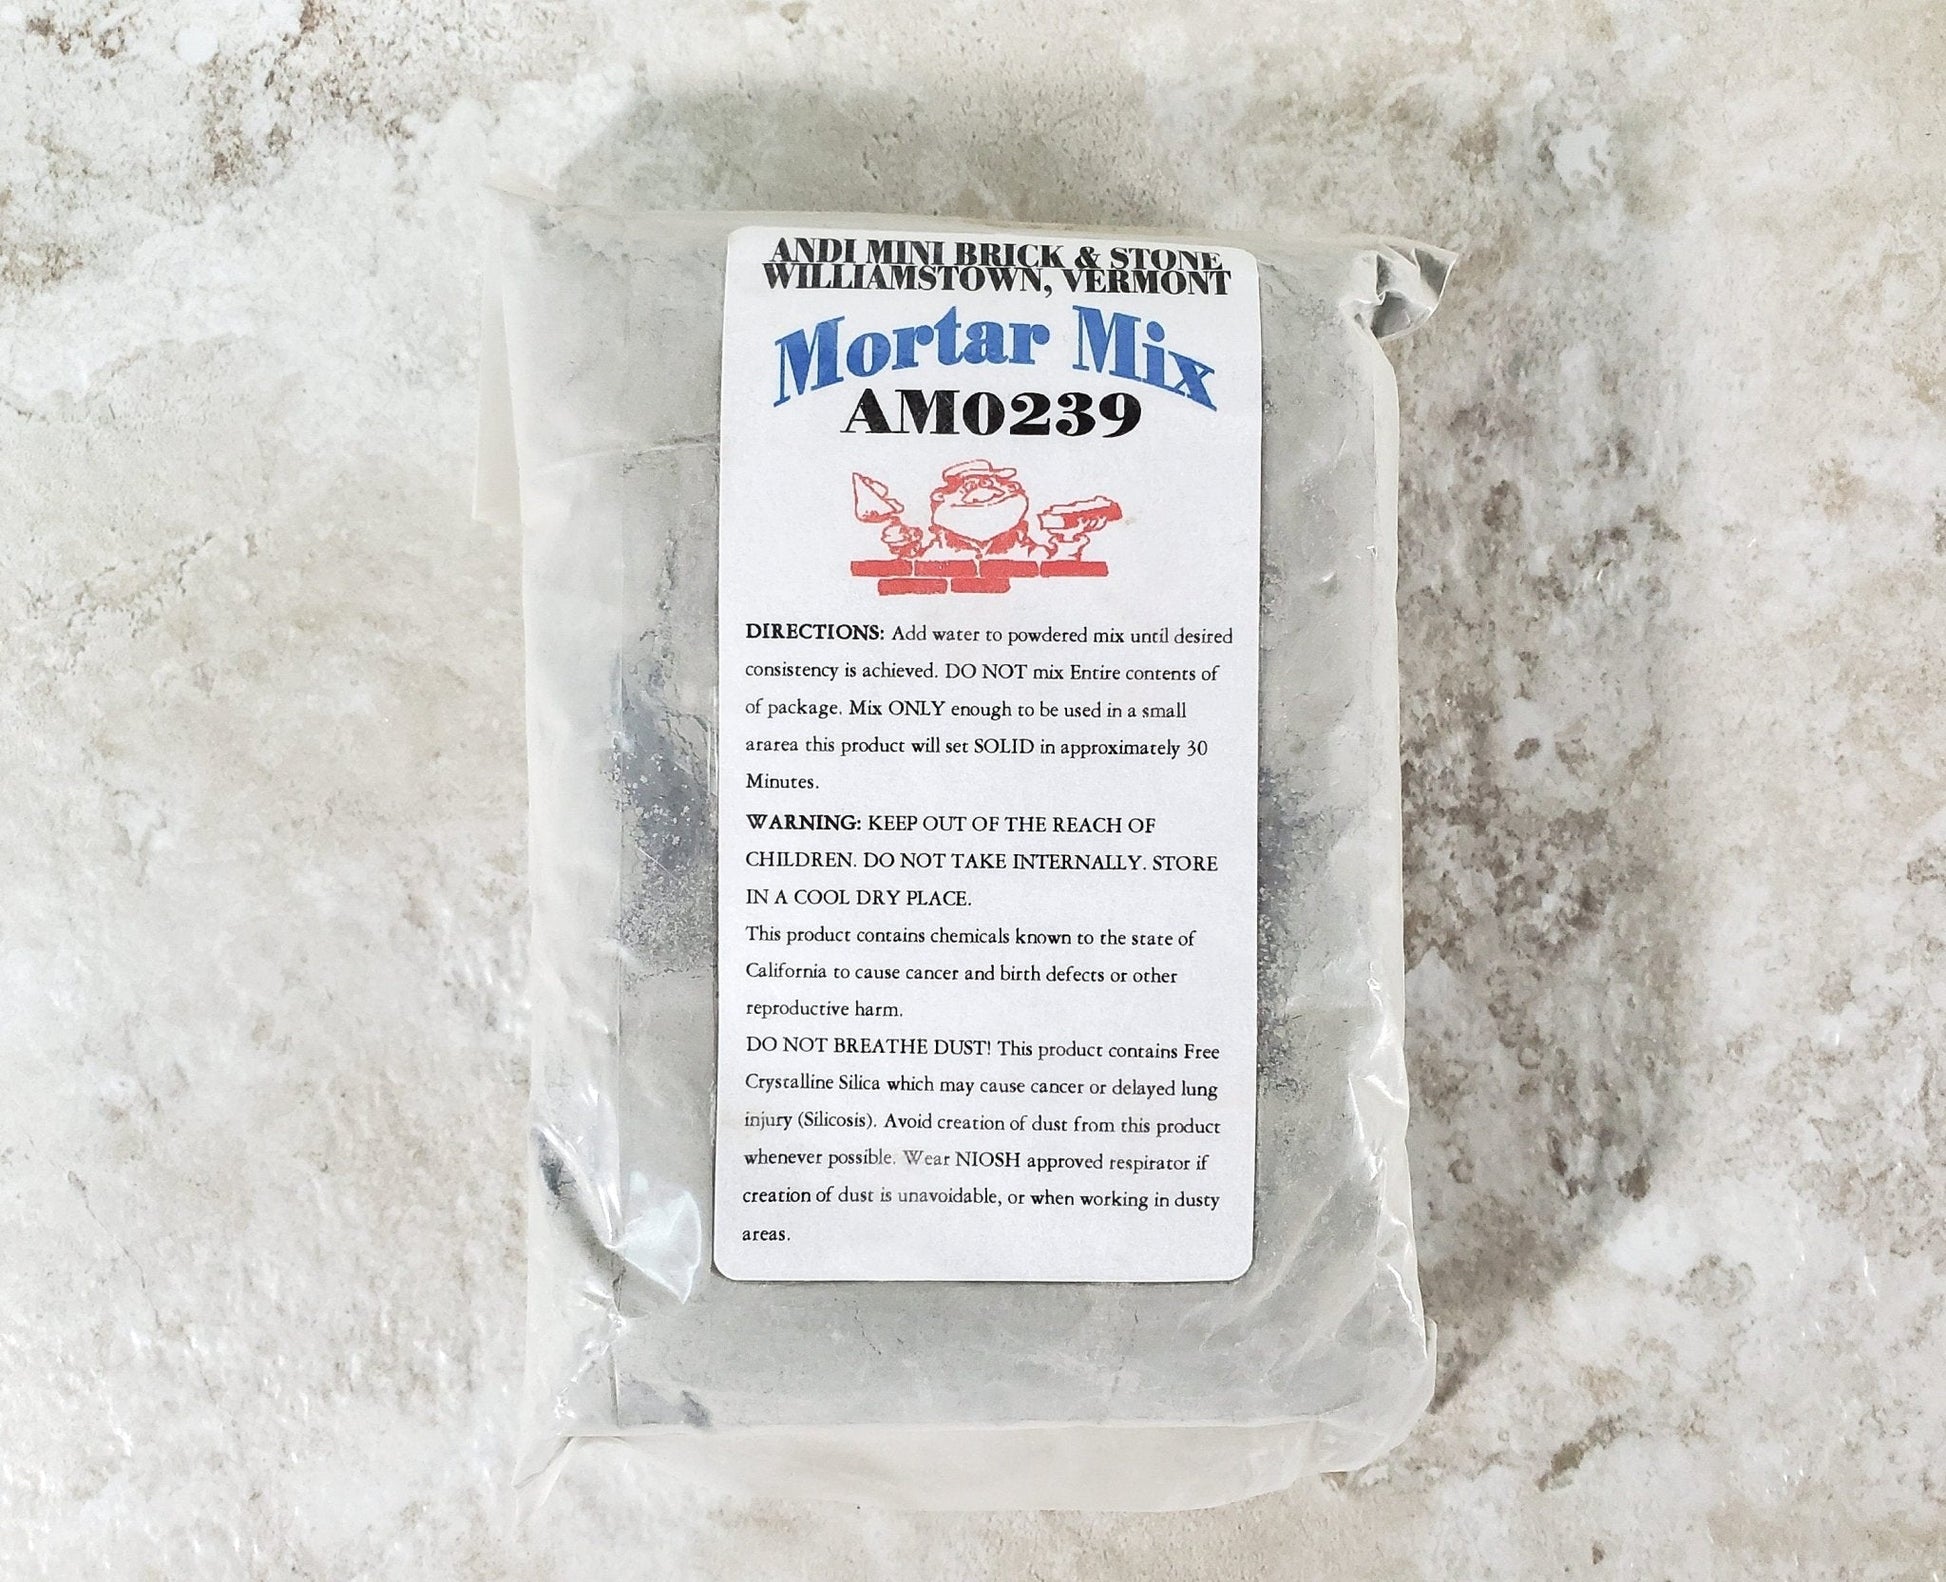 ANDI MINI BRICK & STONE
WILLIAMSTOWN, VERMONT
Mortar Mix
AM0239
DIRECTIONS: Add water to powdered mix until desired
consistency is achieved. DO NOT mix Entire contents of
of package. Mix ONLY enough to be used in a small
ararea this product will set SOLID in approximately 30
Minutes.
WARNING: KEEP OUT OF THE REACH OF
CHILDREN. DO NOT TAKE INTERNALLY. STORE
IN A COOL DRY PLACE.
This product contains chemicals known to the state of
California to cause cancer and birth defects or other
reproductive harm.
DO NOT BREATHE DUST! This product contains Free
Crystalline Silica which may cause cancer or delayed lung
injury (Silicosis). Avoid creation of dust from this product
whenever possible. Wear NIOSH approved respirator if
creation of dust is unavoidable, or when working in dusty
areas.